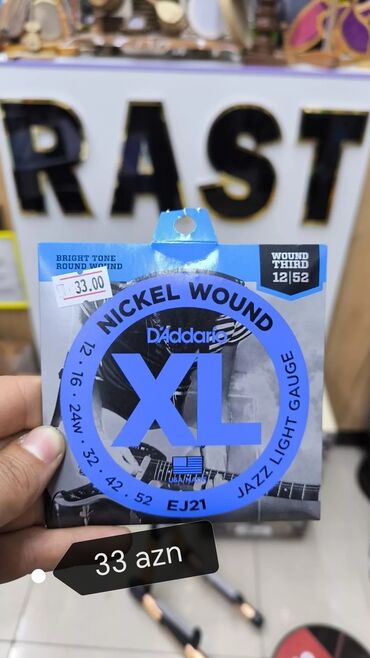 RAST
BRIGHT TONE
ROUND WOUND
33.00
WOUND
THIRD
12|52
NICKEL WOUND
D'Addario
XL
12 • 16 • 24W • 32 • 42 • 52
EJ21
JAZZ LIGHT GAUGE
33 azn